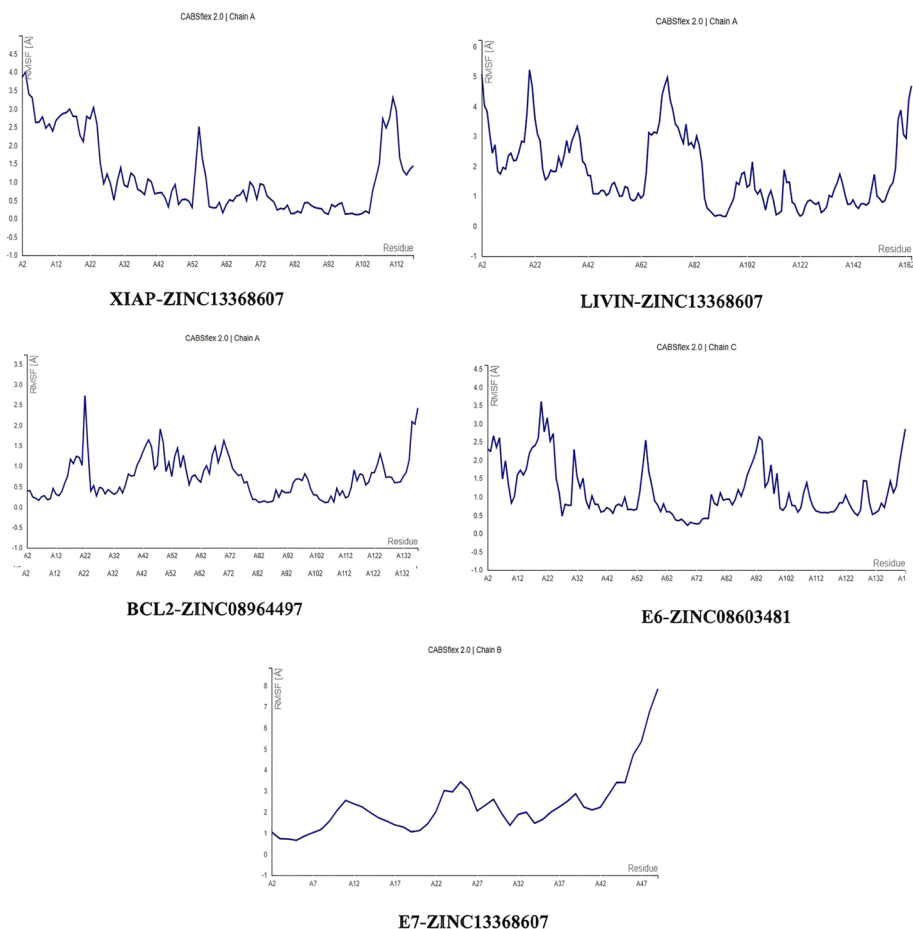 CABSflex 2.0 | Chain A
RMSF [Å]
4.5
4.0
3.5
3.0
2.5
2.0
1.5
1.0
0.5
0.0
-0.5
-1.0
Residue
A2 A12 A22 A32 A42 A52 A62 A72 A82 A92 A102 A112
XIAP-ZINC13368607
CABSflex 2.0 | Chain A
RMSF [Å]
6
5
4
3
2
1
0
-1
Residue
A2 A22 A42 A62 A82 A102 A122 A142 A162
LIVIN-ZINC13368607
CABSflex 2.0 | Chain A
RMSF [Å]
3.5
3.0
2.5
2.0
1.5
1.0
0.5
0.0
-0.5
-1.0
Residue
A2 A12 A22 A32 A42 A52 A62 A72 A82 A92 A102 A112 A122 A132
A2 A12 A22 A32 A42 A52 A62 A72 A82 A92 A102 A112 A122 A132
BCL2-ZINC08964497
CABSflex 2.0 | Chain C
RMSF [Å]
4.5
4.0
3.5
3.0
2.5
2.0
1.5
1.0
0.5
0.0
-0.5
-1.0
Residue
A2 A12 A22 A32 A42 A52 A62 A72 A82 A92 A102 A112 A122 A132 A1
E6-ZINC08603481
CABSflex 2.0 | Chain B
RMSF [Å]
8
7
6
5
4
3
2
1
0
-1
Residue
A2 A7 A12 A17 A22 A27 A32 A37 A42 A47
E7-ZINC13368607